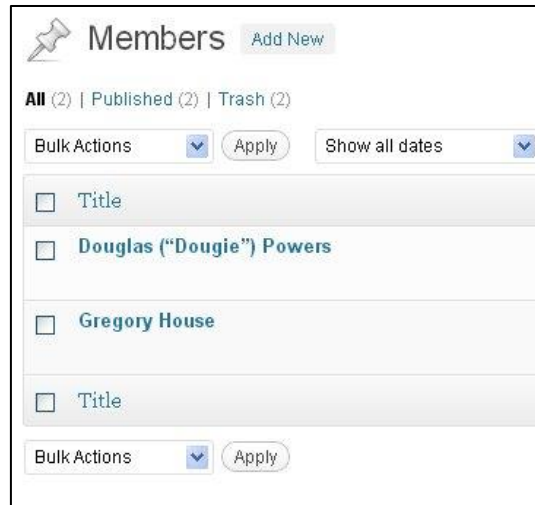 Members Add New
All (2) | Published (2) | Trash (2)
Bulk Actions Apply Show all dates
Title
Douglas (“Dougie”) Powers
Gregory House
Title
Bulk Actions Apply